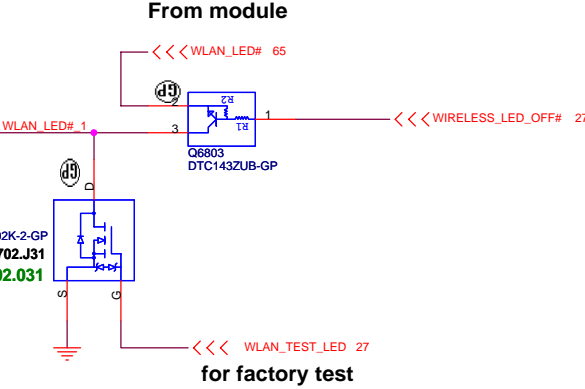 From module
WLAN_LED# 65
GP
2
R2
R1
1
WLAN_LED#_1
3
WIRELESS_LED_OFF# 27
Q6803
DTC143ZUB-GP
GP
D
02K-2-GP
702.J31
02.031
S
G
WLAN_TEST_LED 27
for factory test